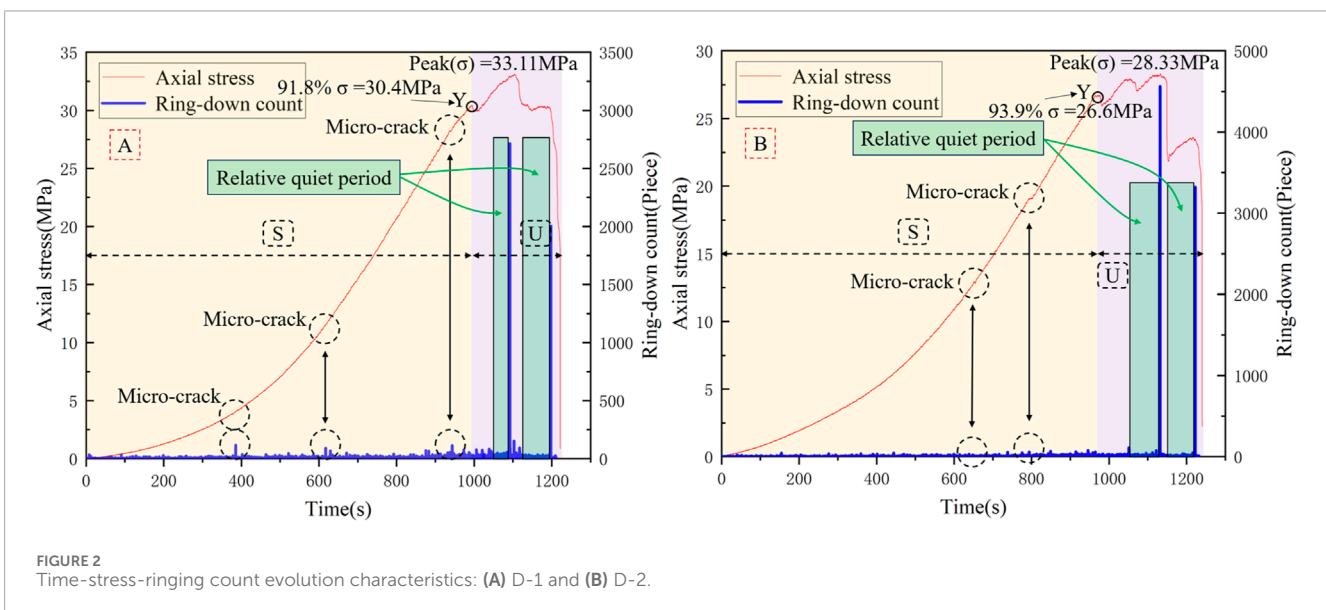 35
30
25
20
15
10
5
0
Axial stress(MPa)
Axial stress
Ring-down count
Peak(σ) =33.11MPa
91.8% σ =30.4MPa
Y
Micro-crack
A
Relative quiet period
S
U
Micro-crack
Micro-crack
3500
3000
2500
2000
1500
1000
500
0
Ring-down count(Piece)
0 200 400 600 800 1000 1200
Time(s)
30
25
20
15
10
5
0
Axial stress(MPa)
Axial stress
Ring-down count
Peak(σ) =28.33MPa
Y
93.9% σ =26.6MPa
B
Relative quiet period
Micro-crack
S
U
Micro-crack
5000
4000
3000
2000
1000
0
Ring-down count(Piece)
0 200 400 600 800 1000 1200
Time(s)
FIGURE 2
Time-stress-ringing count evolution characteristics: (A) D-1 and (B) D-2.